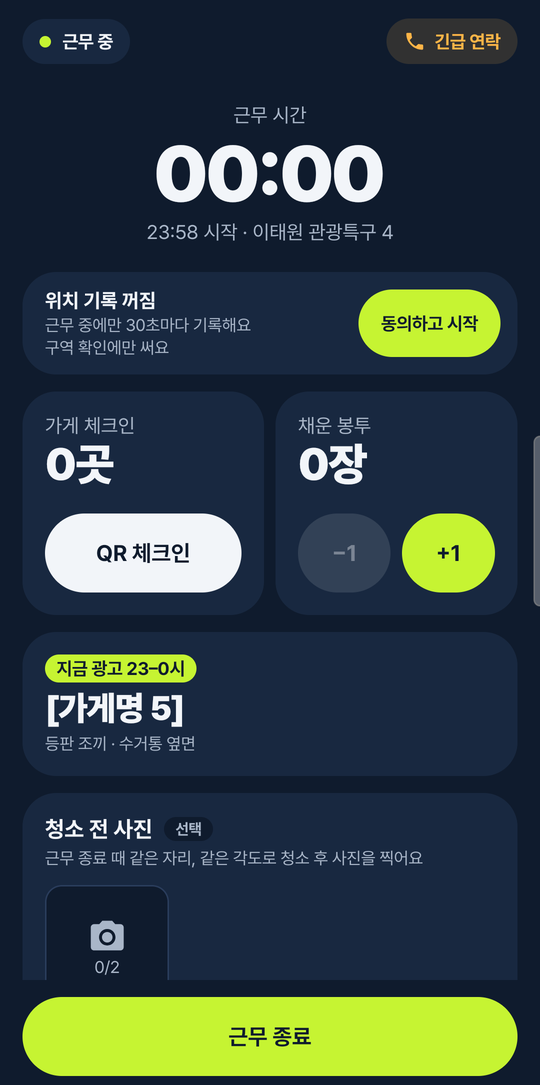 근무 중
긴급 연락
근무 시간
00:00
23:58 시작 · 이태원 관광특구 4
위치 기록 꺼짐
근무 중에만 30초마다 기록해요
구역 확인에만 써요
동의하고 시작
가게 체크인
0곳
QR 체크인
채운 봉투
0장
−1
+1
지금 광고 23–0시
[가게명 5]
등판 조끼 · 수거통 옆면
청소 전 사진
선택
근무 종료 때 같은 자리, 같은 각도로 청소 후 사진을 찍어요
0/2
근무 종료